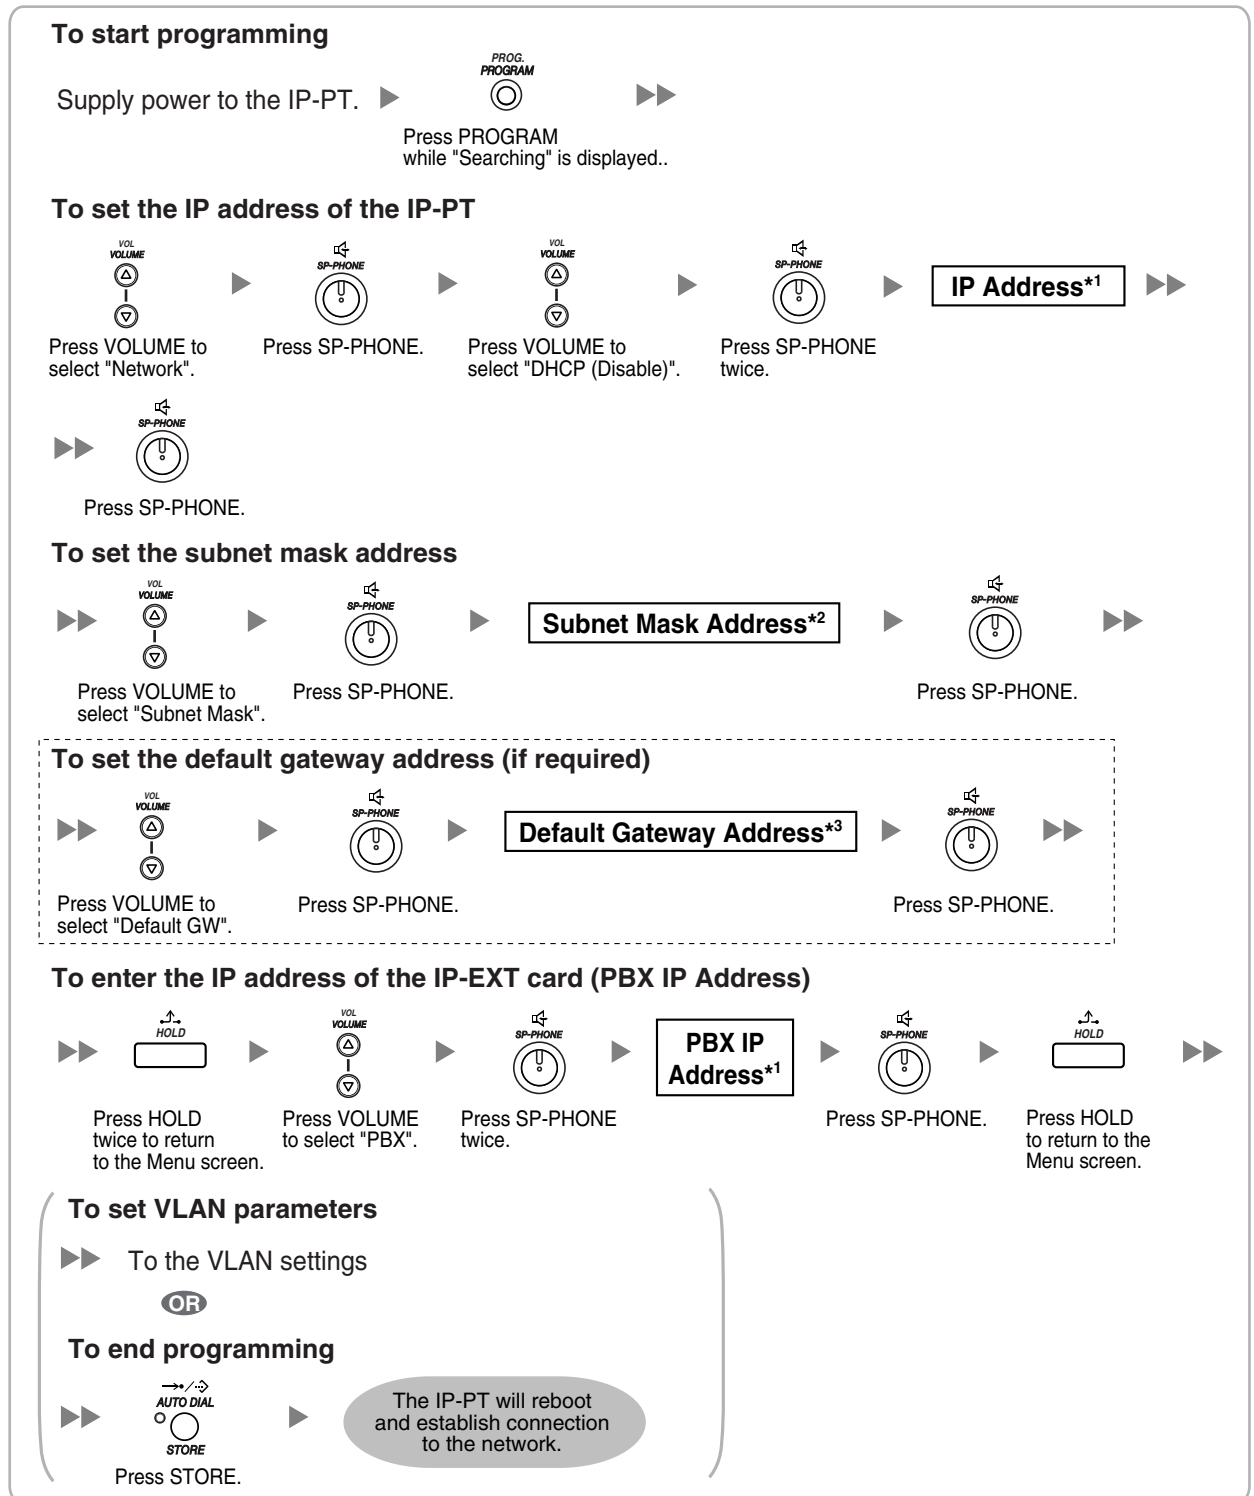 To start programming
PROG.
PROGRAM
Supply power to the IP-PT.
Press PROGRAM
while "Searching" is displayed..
To set the IP address of the IP-PT
VOL
VOLUME
SP-PHONE
VOL
VOLUME
SP-PHONE
IP Address*1
Press VOLUME to
select "Network".
Press SP-PHONE.
Press VOLUME to
select "DHCP (Disable)".
Press SP-PHONE
twice.
SP-PHONE
Press SP-PHONE.
To set the subnet mask address
VOL
VOLUME
SP-PHONE
Subnet Mask Address*2
SP-PHONE
Press VOLUME to
select "Subnet Mask".
Press SP-PHONE.
Press SP-PHONE.
To set the default gateway address (if required)
VOL
VOLUME
SP-PHONE
Default Gateway Address*3
SP-PHONE
Press VOLUME to
select "Default GW".
Press SP-PHONE.
Press SP-PHONE.
To enter the IP address of the IP-EXT card (PBX IP Address)
HOLD
VOL
VOLUME
SP-PHONE
PBX IP
Address*1
SP-PHONE
HOLD
Press HOLD
twice to return
to the Menu screen.
Press VOLUME
to select "PBX".
Press SP-PHONE
twice.
Press SP-PHONE.
Press HOLD
to return to the
Menu screen.
To set VLAN parameters
To the VLAN settings
OR
To end programming
AUTO DIAL
STORE
Press STORE.
The IP-PT will reboot
and establish connection
to the network.